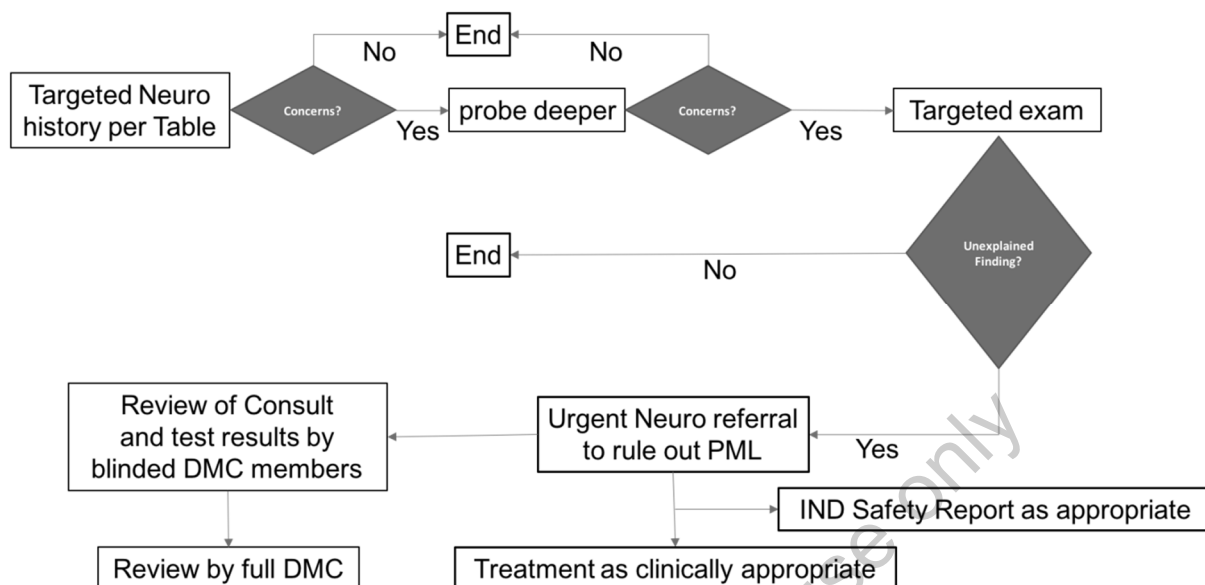 End
No
No
Targeted Neuro
history per Table
Concerns?
Yes
probe deeper
Concerns?
Yes
Targeted exam
Unexplained
Finding?
End
No
Review of Consult
and test results by
blinded DMC members
Urgent Neuro referral
to rule out PML
Yes
IND Safety Report as appropriate
Review by full DMC
Treatment as clinically appropriate
use only